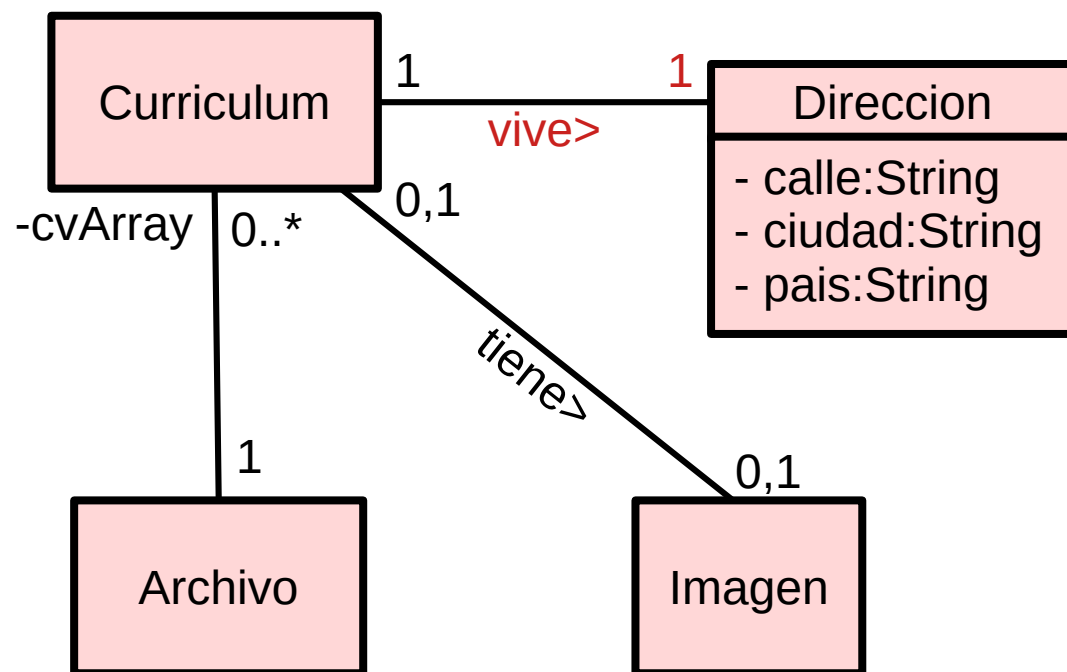 Curriculum
1
1
vive>
Direccion
- calle:String
- ciudad:String
- pais:String
-cvArray
0..*
0,1
tiene>
1
0,1
Archivo
Imagen